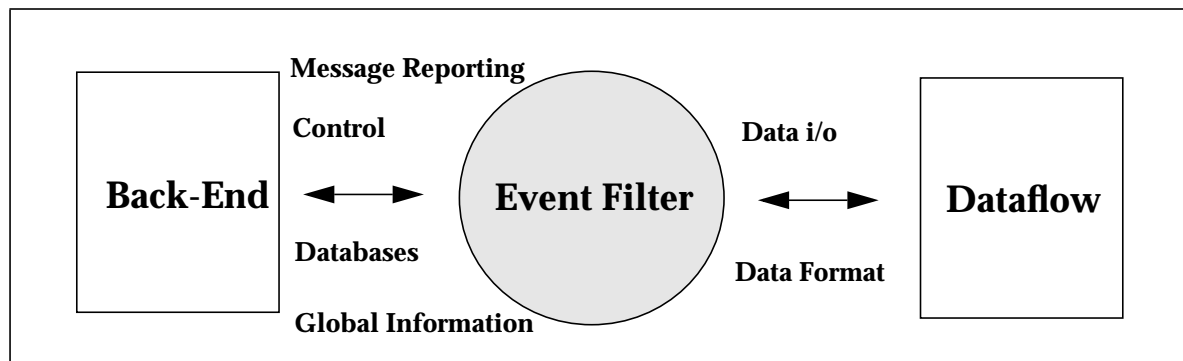 Message Reporting
Control
Back-End
Databases
Global Information
Event Filter
Data i/o
Data Format
Dataflow